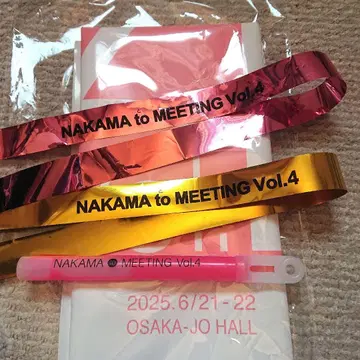 NAKAMA to MEETING Vol.4
NAKAMA to MEETING Vol.4
NAKAMA to MEETING Vol.4
2025.6/21-22
OSAKA-JO HALL